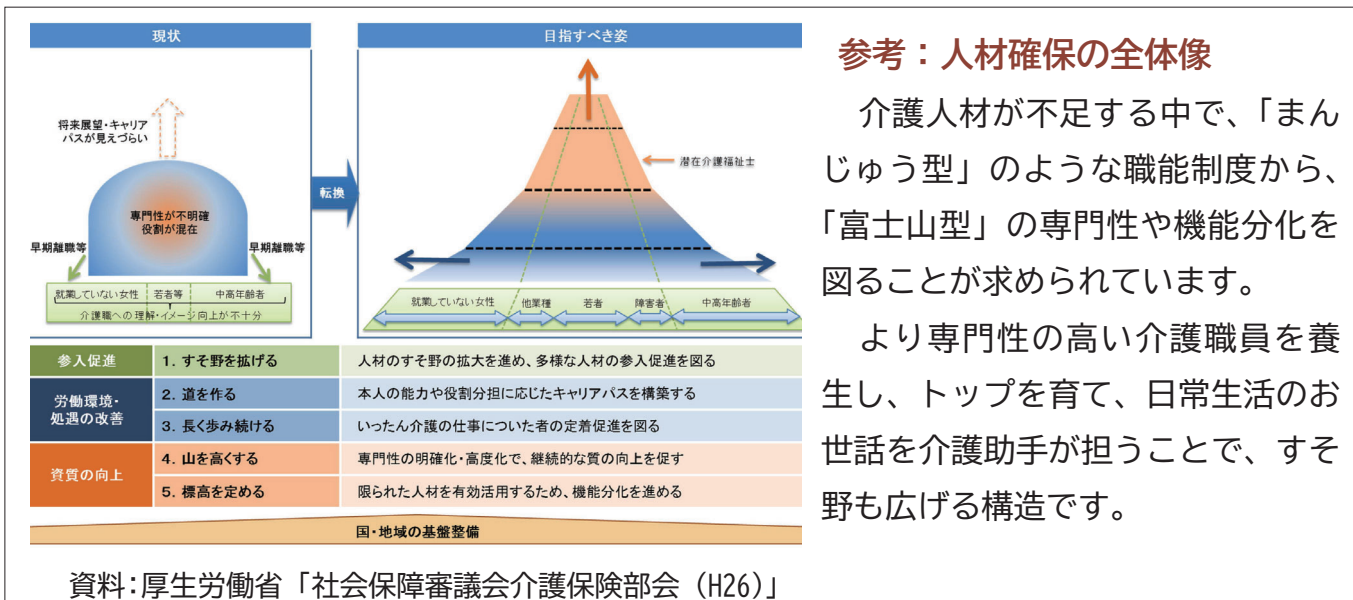 現状
将来展望・キャリア
パスが見えづらい
専門性が不明確
役割が混在
早期離職等
早期離職等
就業していない女性
若者等
中高年齢者
介護職への理解・イメージ向上が不十分
転換
目指すべき姿
潜在介護福祉士
就業していない女性
他業種
若者
障害者
中高年齢者
参入促進
1. すそ野を拡げる
人材のすそ野の拡大を進め、多様な人材の参入促進を図る
労働環境・
処遇の改善
2. 道を作る
本人の能力や役割分担に応じたキャリアパスを構築する
3. 長く歩み続ける
いったん介護の仕事についた者の定着促進を図る
資質の向上
4. 山を高くする
専門性の明確化・高度化で、継続的な質の向上を促す
5. 標高を定める
限られた人材を有効活用するため、機能分化を進める
国・地域の基盤整備
資料：厚生労働省「社会保障審議会介護保険部会（H26）」
参考：人材確保の全体像
介護人材が不足する中で、「まん
じゅう型」のような職能制度から、
「富士山型」の専門性や機能分化を
図ることが求められています。
より専門性の高い介護職員を養
生し、トップを育て、日常生活のお
世話を介護助手が担うことで、すそ
野も広げる構造です。